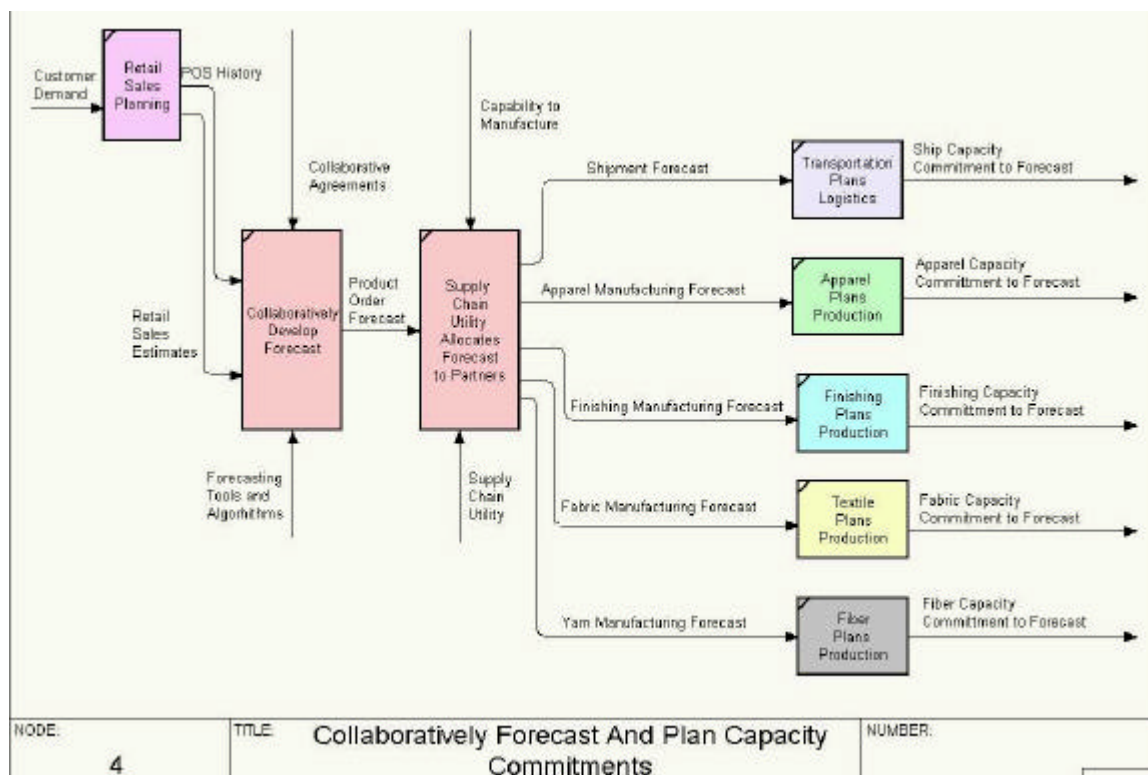 Customer
Demand
Retail
Sales
Planning
POS History
Collaborative
Agreements
Capability to
Manufacture
Retail
Sales
Estimates
Collaboratively
Develop
Forecast
Product
Order
Forecast
Supply
Chain
Utility
Allocates
Forecast
to Partners
Forecasting
Tools and
Algorhithms
Supply
Chain
Utility
Shipment Forecast
Transportation
Plans
Logistics
Ship Capacity
Committment to Forecast
Apparel Manufacturing Forecast
Apparel
Plans
Production
Apparel Capacity
Committment to Forecast
Finishing Manufacturing Forecast
Finishing
Plans
Production
Finishing Capacity
Committment to Forecast
Fabric Manufacturing Forecast
Textile
Plans
Production
Fabric Capacity
Committment to Forecast
Yarn Manufacturing Forecast
Fiber
Plans
Production
Fiber Capacity
Committment to Forecast
NODE:
4
TITLE:
Collaboratively Forecast And Plan Capacity
Commitments
NUMBER: